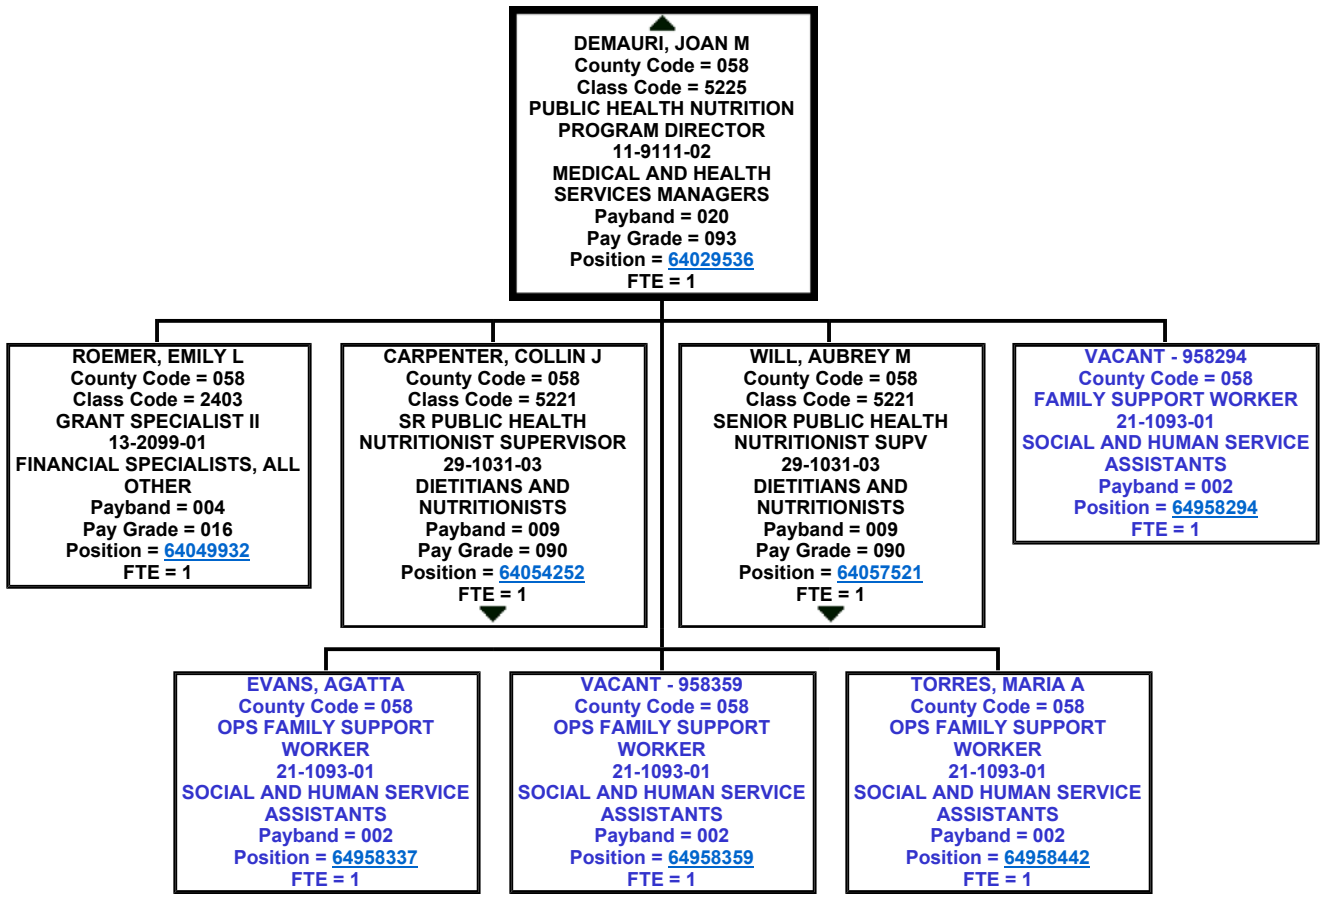 DEMAURI, JOAN M
County Code = 058
Class Code = 5225
PUBLIC HEALTH NUTRITION
PROGRAM DIRECTOR
11-9111-02
MEDICAL AND HEALTH
SERVICES MANAGERS
Payband = 020
Pay Grade = 093
Position = 64029536
FTE = 1
ROEMER, EMILY L
County Code = 058
Class Code = 2403
GRANT SPECIALIST II
13-2099-01
FINANCIAL SPECIALISTS, ALL
OTHER
Payband = 004
Pay Grade = 016
Position = 64049932
FTE = 1
CARPENTER, COLLIN J
County Code = 058
Class Code = 5221
SR PUBLIC HEALTH
NUTRITIONIST SUPERVISOR
29-1031-03
DIETITIANS AND
NUTRITIONISTS
Payband = 009
Pay Grade = 090
Position = 64054252
FTE = 1
WILL, AUBREY M
County Code = 058
Class Code = 5221
SENIOR PUBLIC HEALTH
NUTRITIONIST SUPV
29-1031-03
DIETITIANS AND
NUTRITIONISTS
Payband = 009
Pay Grade = 090
Position = 64057521
FTE = 1
VACANT - 958294
County Code = 058
FAMILY SUPPORT WORKER
21-1093-01
SOCIAL AND HUMAN SERVICE
ASSISTANTS
Payband = 002
Position = 64958294
FTE = 1
EVANS, AGATTA
County Code = 058
OPS FAMILY SUPPORT
WORKER
21-1093-01
SOCIAL AND HUMAN SERVICE
ASSISTANTS
Payband = 002
Position = 64958337
FTE = 1
VACANT - 958359
County Code = 058
OPS FAMILY SUPPORT
WORKER
21-1093-01
SOCIAL AND HUMAN SERVICE
ASSISTANTS
Payband = 002
Position = 64958359
FTE = 1
TORRES, MARIA A
County Code = 058
OPS FAMILY SUPPORT
WORKER
21-1093-01
SOCIAL AND HUMAN SERVICE
ASSISTANTS
Payband = 002
Position = 64958442
FTE = 1